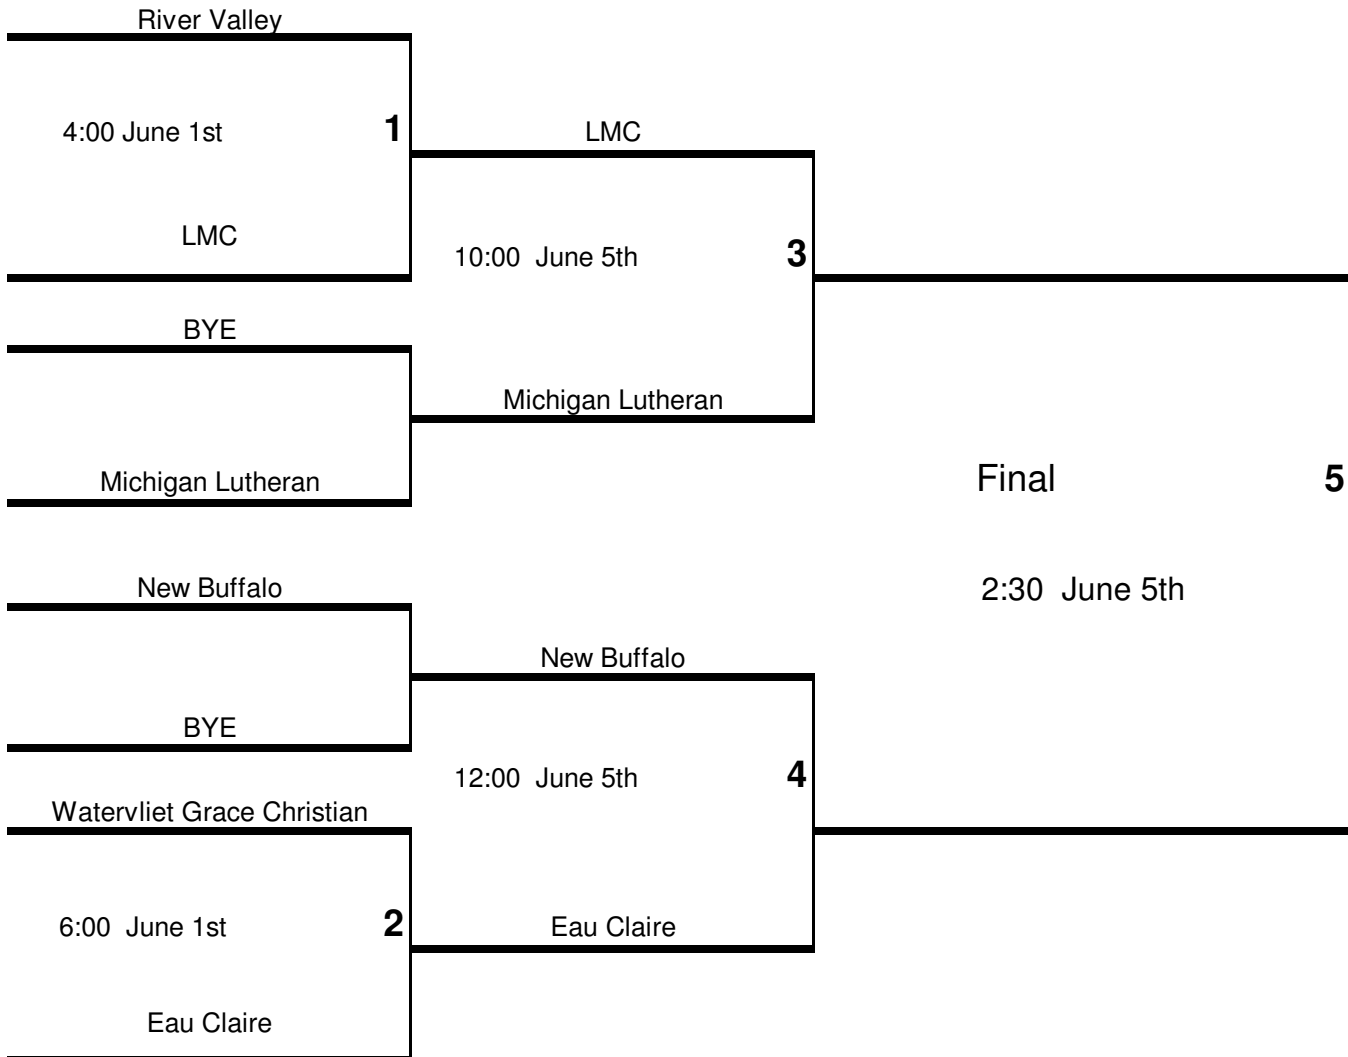 River Valley
4:00 June 1st
1
LMC
LMC
10:00 June 5th
3
BYE
Michigan Lutheran
Michigan Lutheran
Final
5
New Buffalo
2:30 June 5th
New Buffalo
BYE
12:00 June 5th
4
Watervliet Grace Christian
6:00 June 1st
2
Eau Claire
Eau Claire